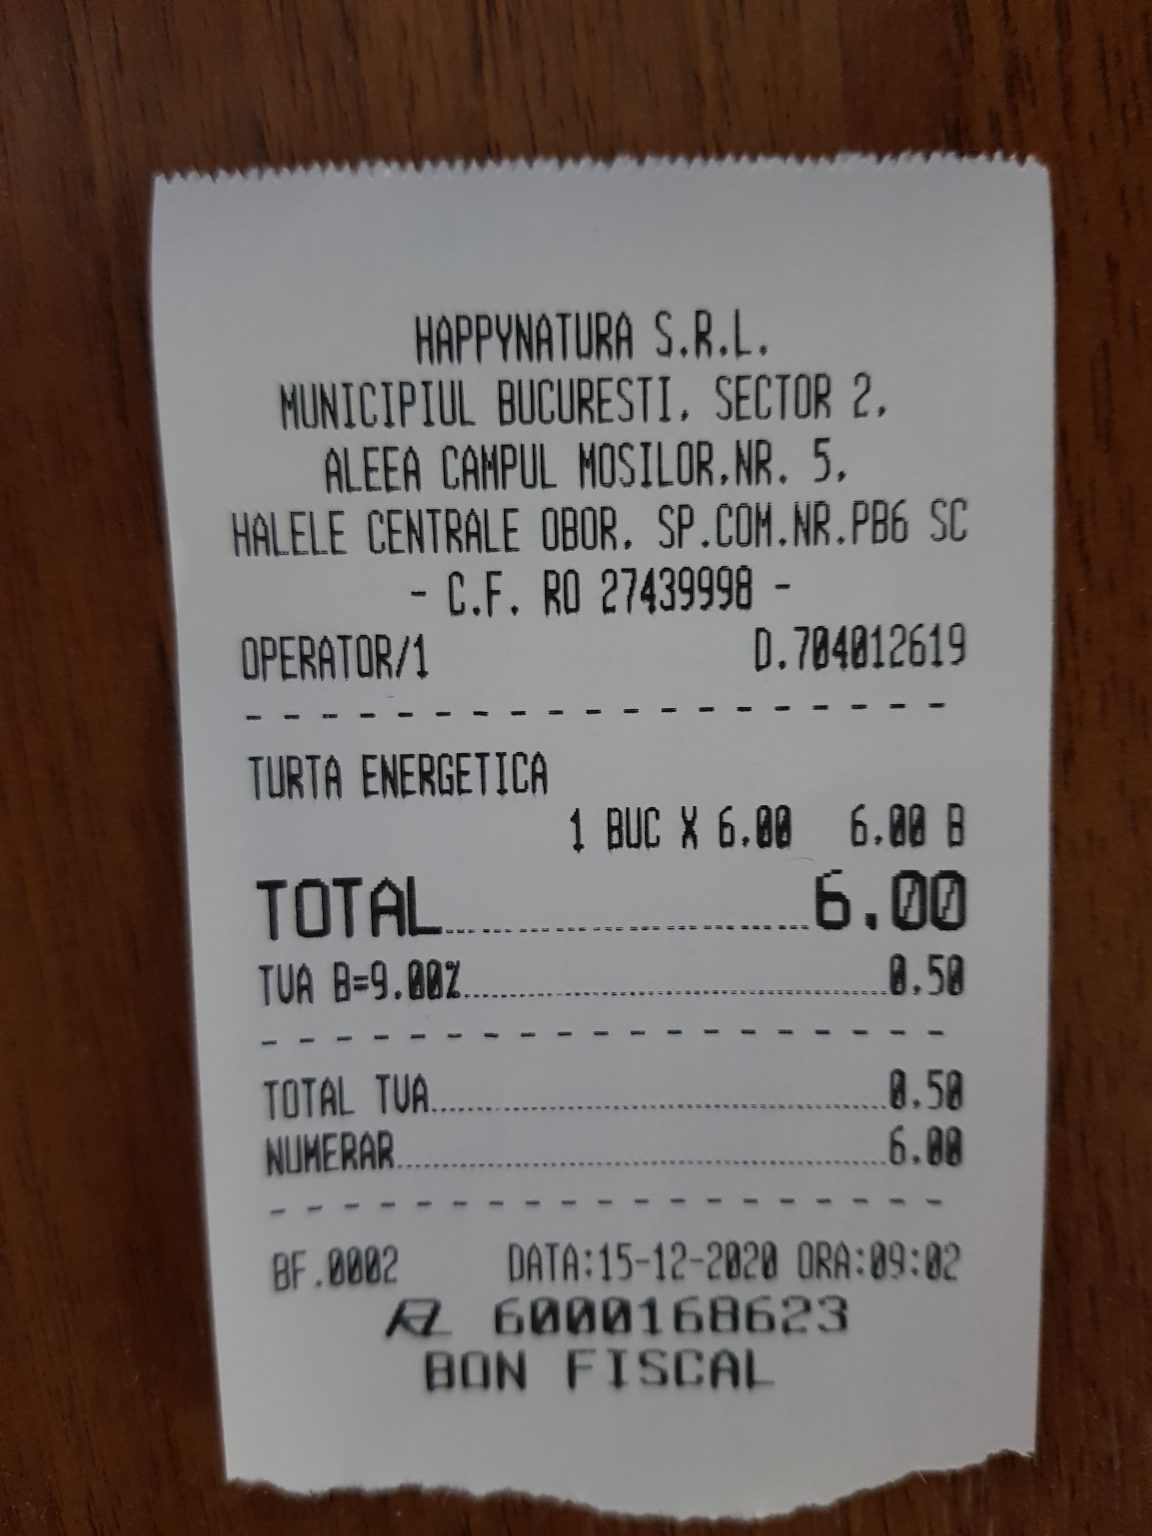 HAPPYNATURA S.R.L.
MUNICIPIUL BUCURESTI, SECTOR 2,
ALEEA CAMPUL MOSILOR,NR. 5,
HALELE CENTRALE OBOR, SP.COM.NR.PB6 SC
- C.F. RO 27439998 -
OPERATOR/1 D.704012619
- - - - - - - - - - - - - - - - - - -
TURTA ENERGETICA
1 BUC X 6.00 6.00 B
TOTAL....................6.00
TVA B=9.00%....................0.50
- - - - - - - - - - - - - - - - - - -
TOTAL TVA....................0.50
NUMERAR....................6.00
- - - - - - - - - - - - - - - - - - -
BF.0002 DATA:15-12-2020 ORA:09:02
6000168623
BON FISCAL